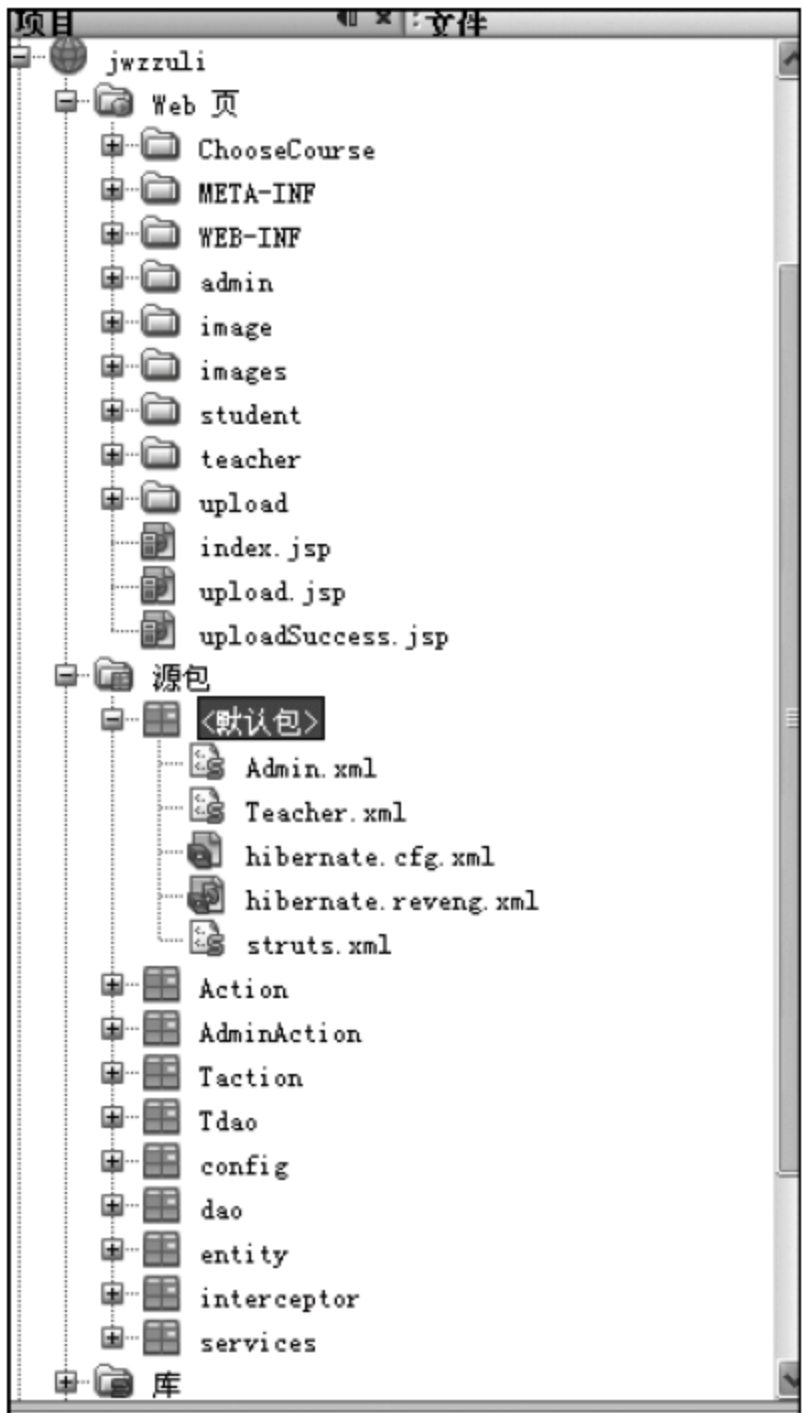 项目 文件
jwzzuli
Web 页
ChooseCourse
META-INF
WEB-INF
admin
image
images
student
teacher
upload
index.jsp
upload.jsp
uploadSuccess.jsp
源包
<默认包>
Admin.xml
Teacher.xml
hibernate.cfg.xml
hibernate.reveng.xml
struts.xml
Action
AdminAction
Taction
Tdao
config
dao
entity
interceptor
services
库